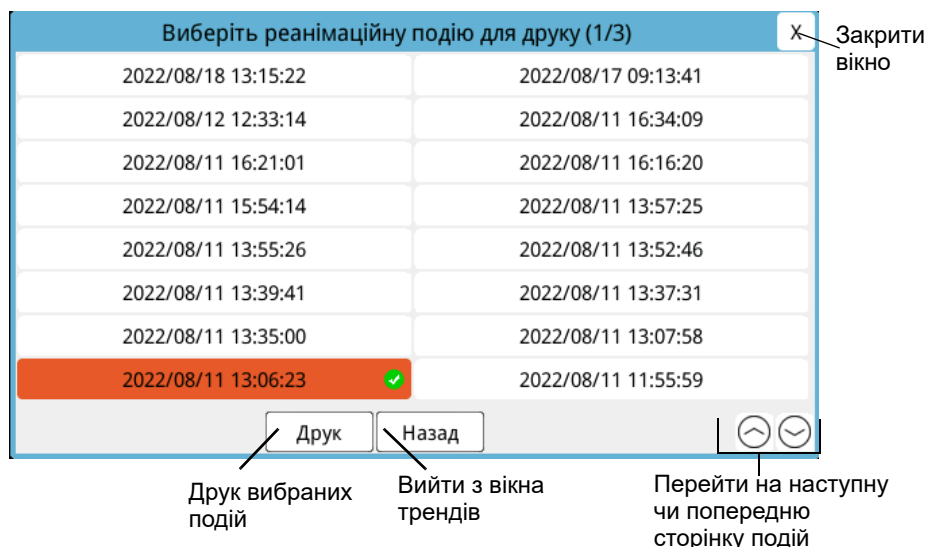 Виберіть реанімаційну подію для друку (1/3)
X
Закрити
вікно
2022/08/18 13:15:22
2022/08/17 09:13:41
2022/08/12 12:33:14
2022/08/11 16:34:09
2022/08/11 16:21:01
2022/08/11 16:16:20
2022/08/11 15:54:14
2022/08/11 13:57:25
2022/08/11 13:55:26
2022/08/11 13:52:46
2022/08/11 13:39:41
2022/08/11 13:37:31
2022/08/11 13:35:00
2022/08/11 13:07:58
2022/08/11 13:06:23
2022/08/11 11:55:59
Друк
Назад
Друк вибраних
подій
Вийти з вікна
трендів
Перейти на наступну
чи попередню
сторінку подій